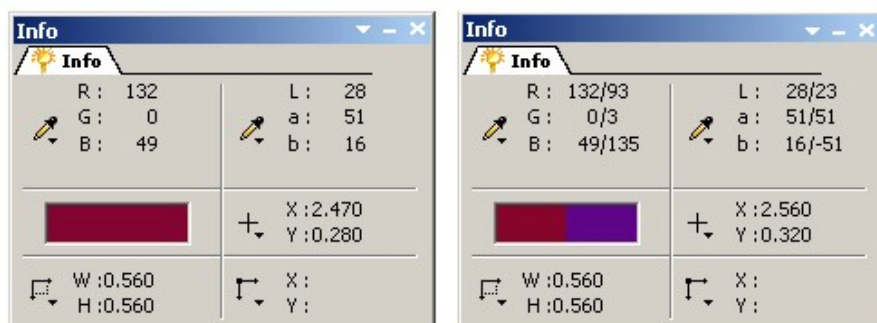 Info
Info
R : 132
G : 0
B : 49
L : 28
a : 51
b : 16
X :2.470
Y :0.280
W :0.560
H :0.560
X :
Y :
Info
Info
R : 132/93
G : 0/3
B : 49/135
L : 28/23
a : 51/51
b : 16/-51
X :2.560
Y :0.320
W :0.560
H :0.560
X :
Y :